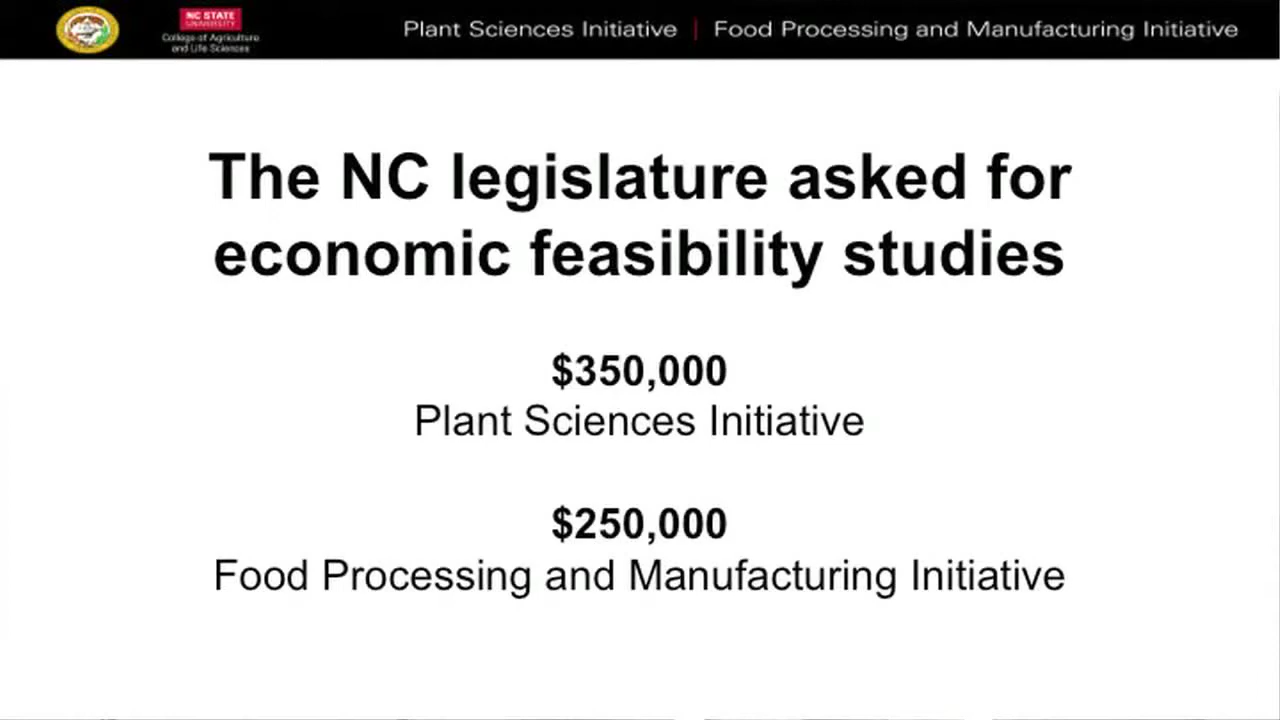 NC STATE
UNIVERSITY
College of Agriculture
and Life Sciences
Plant Sciences Initiative | Food Processing and Manufacturing Initiative
The NC legislature asked for
economic feasibility studies
$350,000
Plant Sciences Initiative
$250,000
Food Processing and Manufacturing Initiative